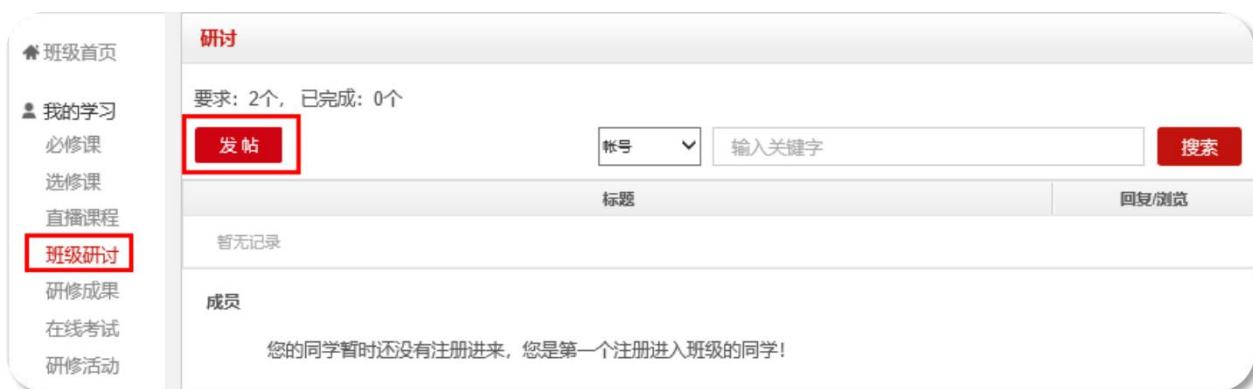 班级首页
我的学习
必修课
选修课
直播课程
班级研讨
研修成果
在线考试
研修活动
研讨
要求：2个，已完成：0个
发帖
帐号
输入关键字
搜索
标题
回复/浏览
暂无记录
成员
您的同学暂时还没有注册进来，您是第一个注册进入班级的同学！